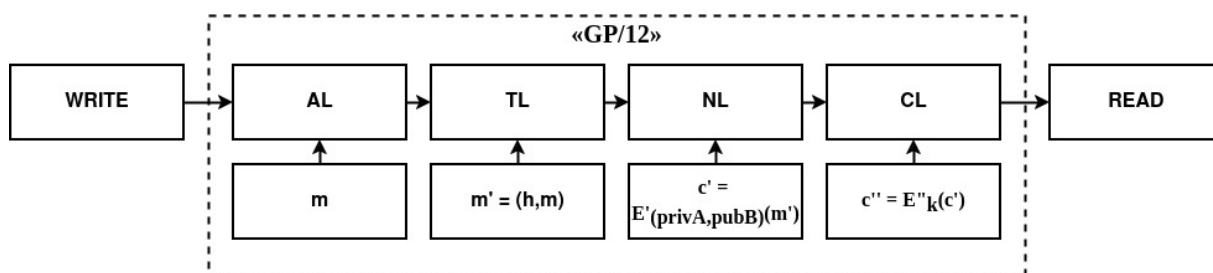 «GP/12»
WRITE
AL
TL
NL
CL
READ
m
m' = (h,m)
c' =
E'(privA,pubB)(m')
c'' = E''k(c')